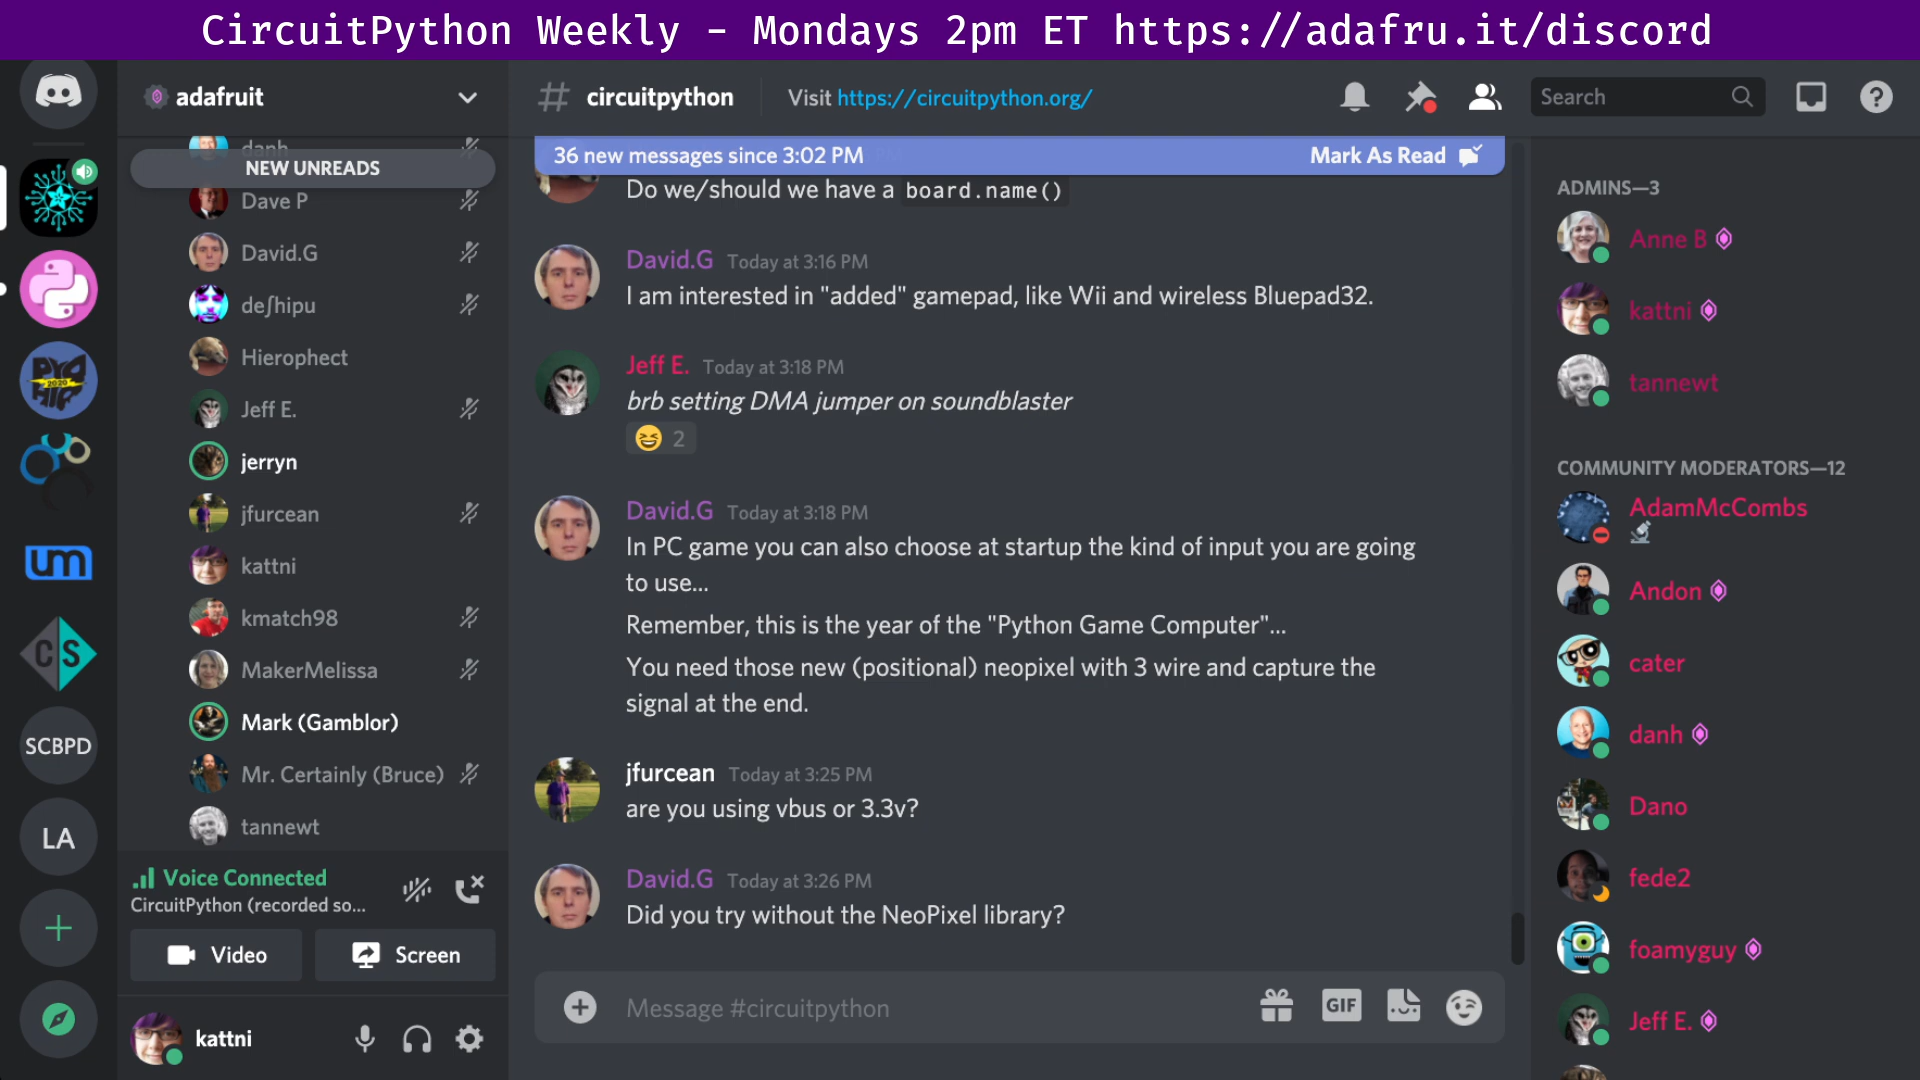 CircuitPython Weekly - Mondays 2pm ET https://adafru.it/discord
adafruit
danh
NEW UNREADS
Dave P
David.G
deʃhipu
Hierophect
Jeff E.
jerryn
jfurcean
kattni
kmatch98
MakerMelissa
Mark (Gamblor)
Mr. Certainly (Bruce)
tannewt
Voice Connected
CircuitPython (recorded so...
Video
Screen
kattni
2020
um
CS
SCBPD
LA
# circuitpython
Visit https://circuitpython.org/
Search
36 new messages since 3:02 PM
Mark As Read
Do we/should we have a board.name()
David.G Today at 3:16 PM
I am interested in "added" gamepad, like Wii and wireless Bluepad32.
Jeff E. Today at 3:18 PM
brb setting DMA jumper on soundblaster
2
David.G Today at 3:18 PM
In PC game you can also choose at startup the kind of input you are going
to use...
Remember, this is the year of the "Python Game Computer"...
You need those new (positional) neopixel with 3 wire and capture the
signal at the end.
jfurcean Today at 3:25 PM
are you using vbus or 3.3v?
David.G Today at 3:26 PM
Did you try without the NeoPixel library?
Message #circuitpython
GIF
ADMINS—3
Anne B
kattni
tannewt
COMMUNITY MODERATORS—12
AdamMcCombs
Andon
cater
danh
Dano
fede2
foamyguy
Jeff E.